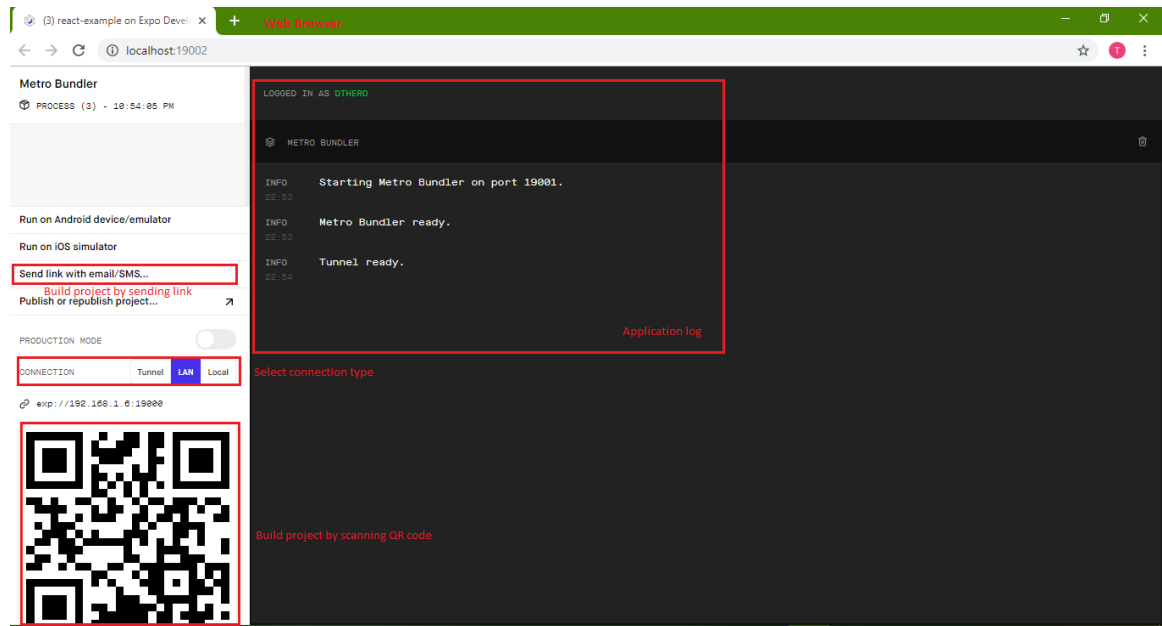 (3) react-example on Expo Devel
Web Browser
localhost:19002
T
Metro Bundler
PROCESS (3) - 10:54:05 PM
LOGGED IN AS DTHERO
METRO BUNDLER
INFO Starting Metro Bundler on port 19001.
22:53
INFO Metro Bundler ready.
22:53
INFO Tunnel ready.
22:54
Application log
Run on Android device/emulator
Run on iOS simulator
Send link with email/SMS...
Build project by sending link
Publish or republish project...
PRODUCTION MODE
CONNECTION Tunnel LAN Local
Select connection type
exp://192.168.1.6:19000
Build project by scanning QR code